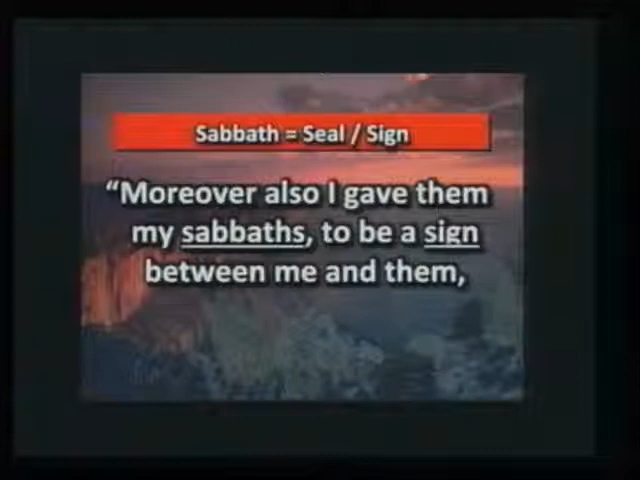 Sabbath = Seal / Sign
“Moreover also I gave them
my sabbaths, to be a sign
between me and them,